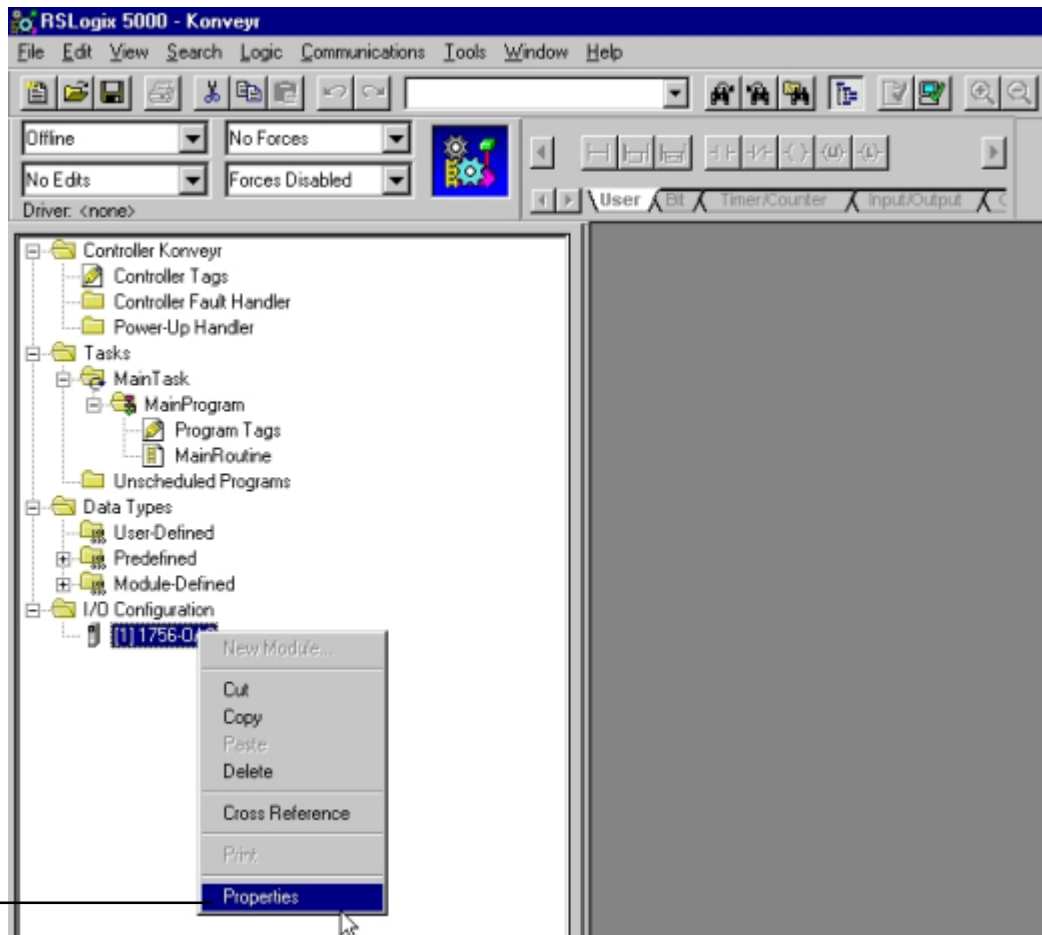 RSLogix 5000 - Konveyr
File Edit View Search Logic Communications Tools Window Help
Offline No Forces
No Edits Forces Disabled
Driver: <none>
User Bit Timer/Counter Input/Output
Controller Konveyr
Controller Tags
Controller Fault Handler
Power-Up Handler
Tasks
MainTask
MainProgram
Program Tags
MainRoutine
Unscheduled Programs
Data Types
User-Defined
Predefined
Module-Defined
I/O Configuration
[1] 1756-OA
New Module...
Cut
Copy
Paste
Delete
Cross Reference
Print
Properties